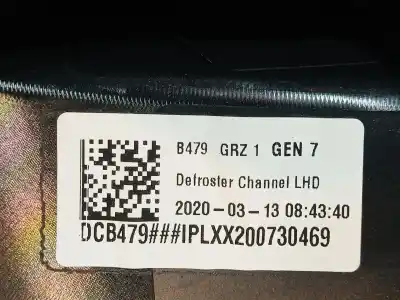 B479 GRZ 1 GEN 7
Defroster Channel LHD
2020-03-13 08:43:40
DCB479###IPLXX200730469